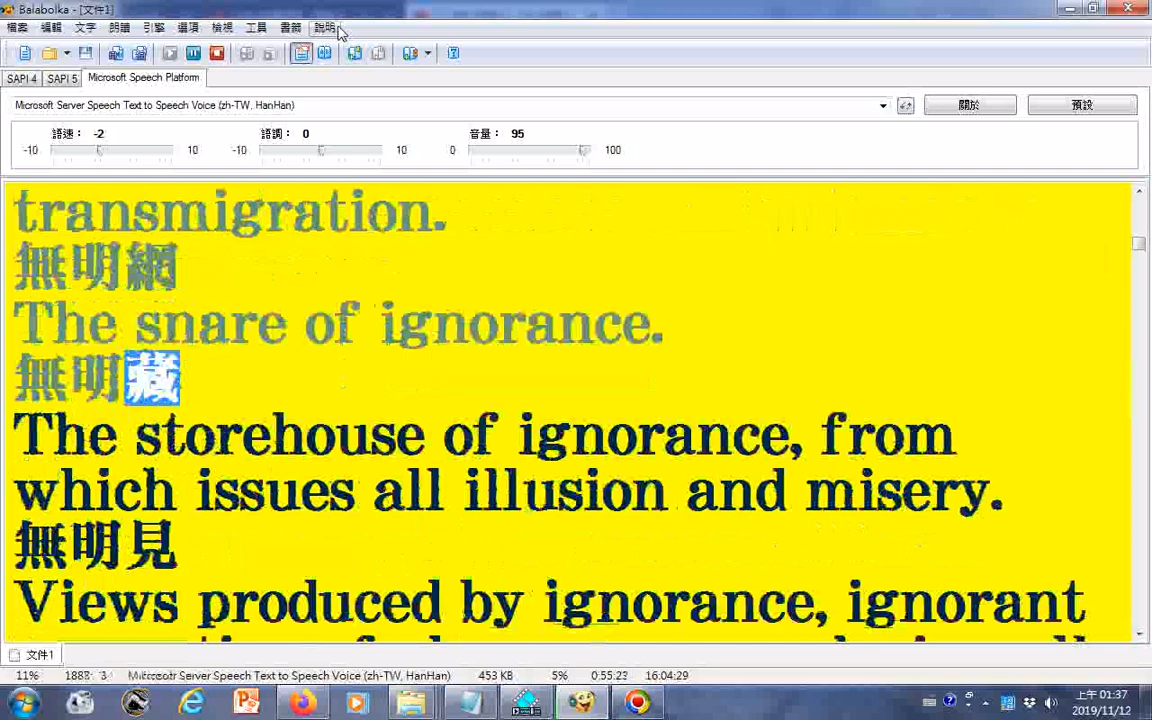 Balabolka - [文件1]
檔案 編輯 文字 朗讀 引擎 選項 檢視 工具 書籤 說明
SAPI 4 SAPI 5 Microsoft Speech Platform
Microsoft Server Speech Text to Speech Voice (zh-TW, HanHan) 關於 預設
語速： -2 語調： 0 音量： 95
-10 10 -10 10 0 100
transmigration.
無明網
The snare of ignorance.
無明藏
The storehouse of ignorance, from
which issues all illusion and misery.
無明見
Views produced by ignorance, ignorant
文件1
11% Microsoft Server Speech Text to Speech Voice (zh-TW, HanHan) 453 KB 5% 0:55:23 16:04:29
上午 01:37
2019/11/12